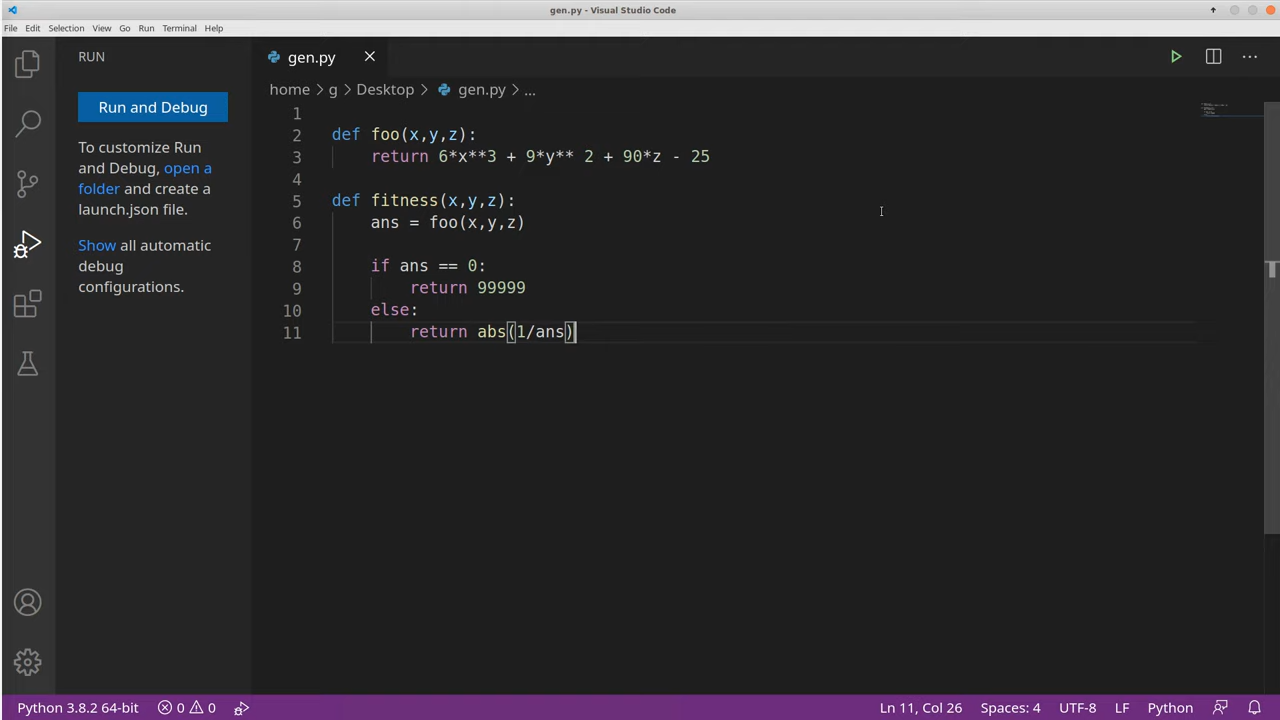 gen.py - Visual Studio Code
File Edit Selection View Go Run Terminal Help
RUN
Run and Debug
To customize Run
and Debug, open a
folder and create a
launch.json file.
Show all automatic
debug
configurations.
gen.py
home > g > Desktop > gen.py > ...
1
2 def foo(x,y,z):
3 return 6*x**3 + 9*y** 2 + 90*z - 25
4
5 def fitness(x,y,z):
6 ans = foo(x,y,z)
7
8 if ans == 0:
9 return 99999
10 else:
11 return abs(1/ans)
Python 3.8.2 64-bit 0 0 Ln 11, Col 26 Spaces: 4 UTF-8 LF Python